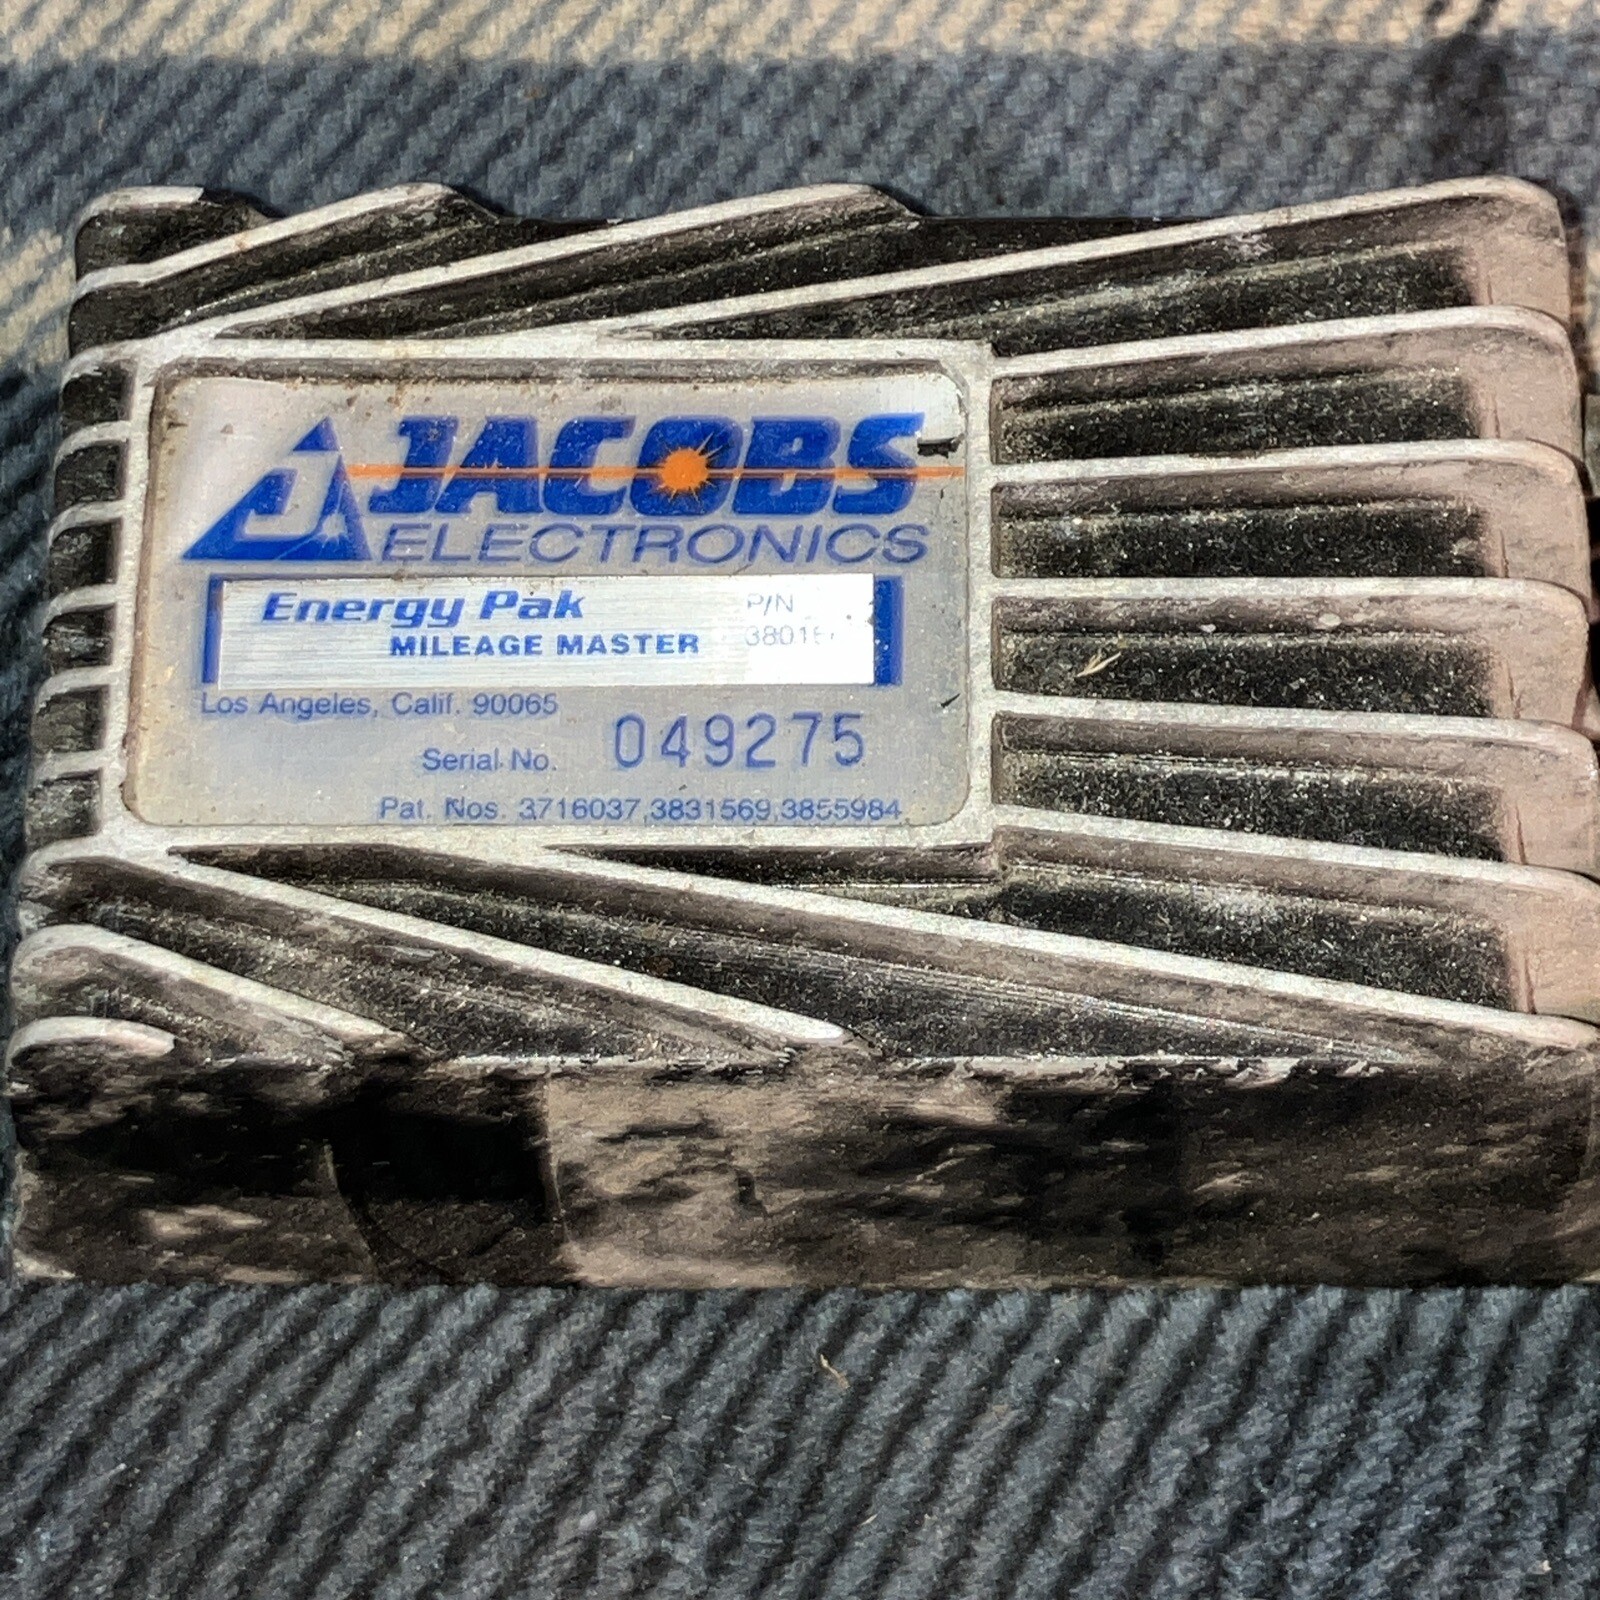 JACOBS
ELECTRONICS
Energy Pak
P/N
MILEAGE MASTER
Los Angeles, Calif. 90065
Serial No. 049275
Pat. Nos. 3716037,3831569,3855984